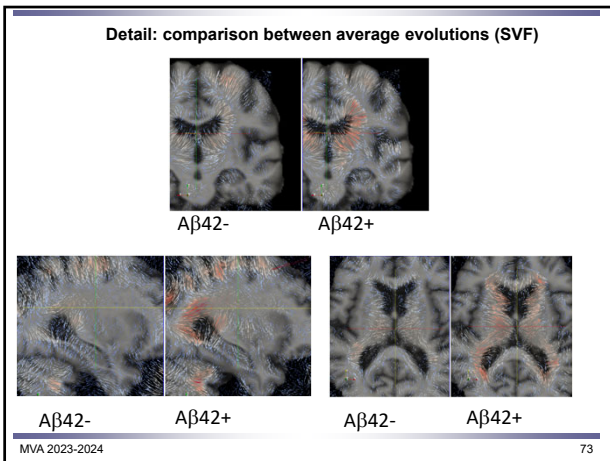 Detail: comparison between average evolutions (SVF)
Aβ42-
Aβ42+
Aβ42-
Aβ42+
Aβ42-
Aβ42+
MVA 2023-2024
73